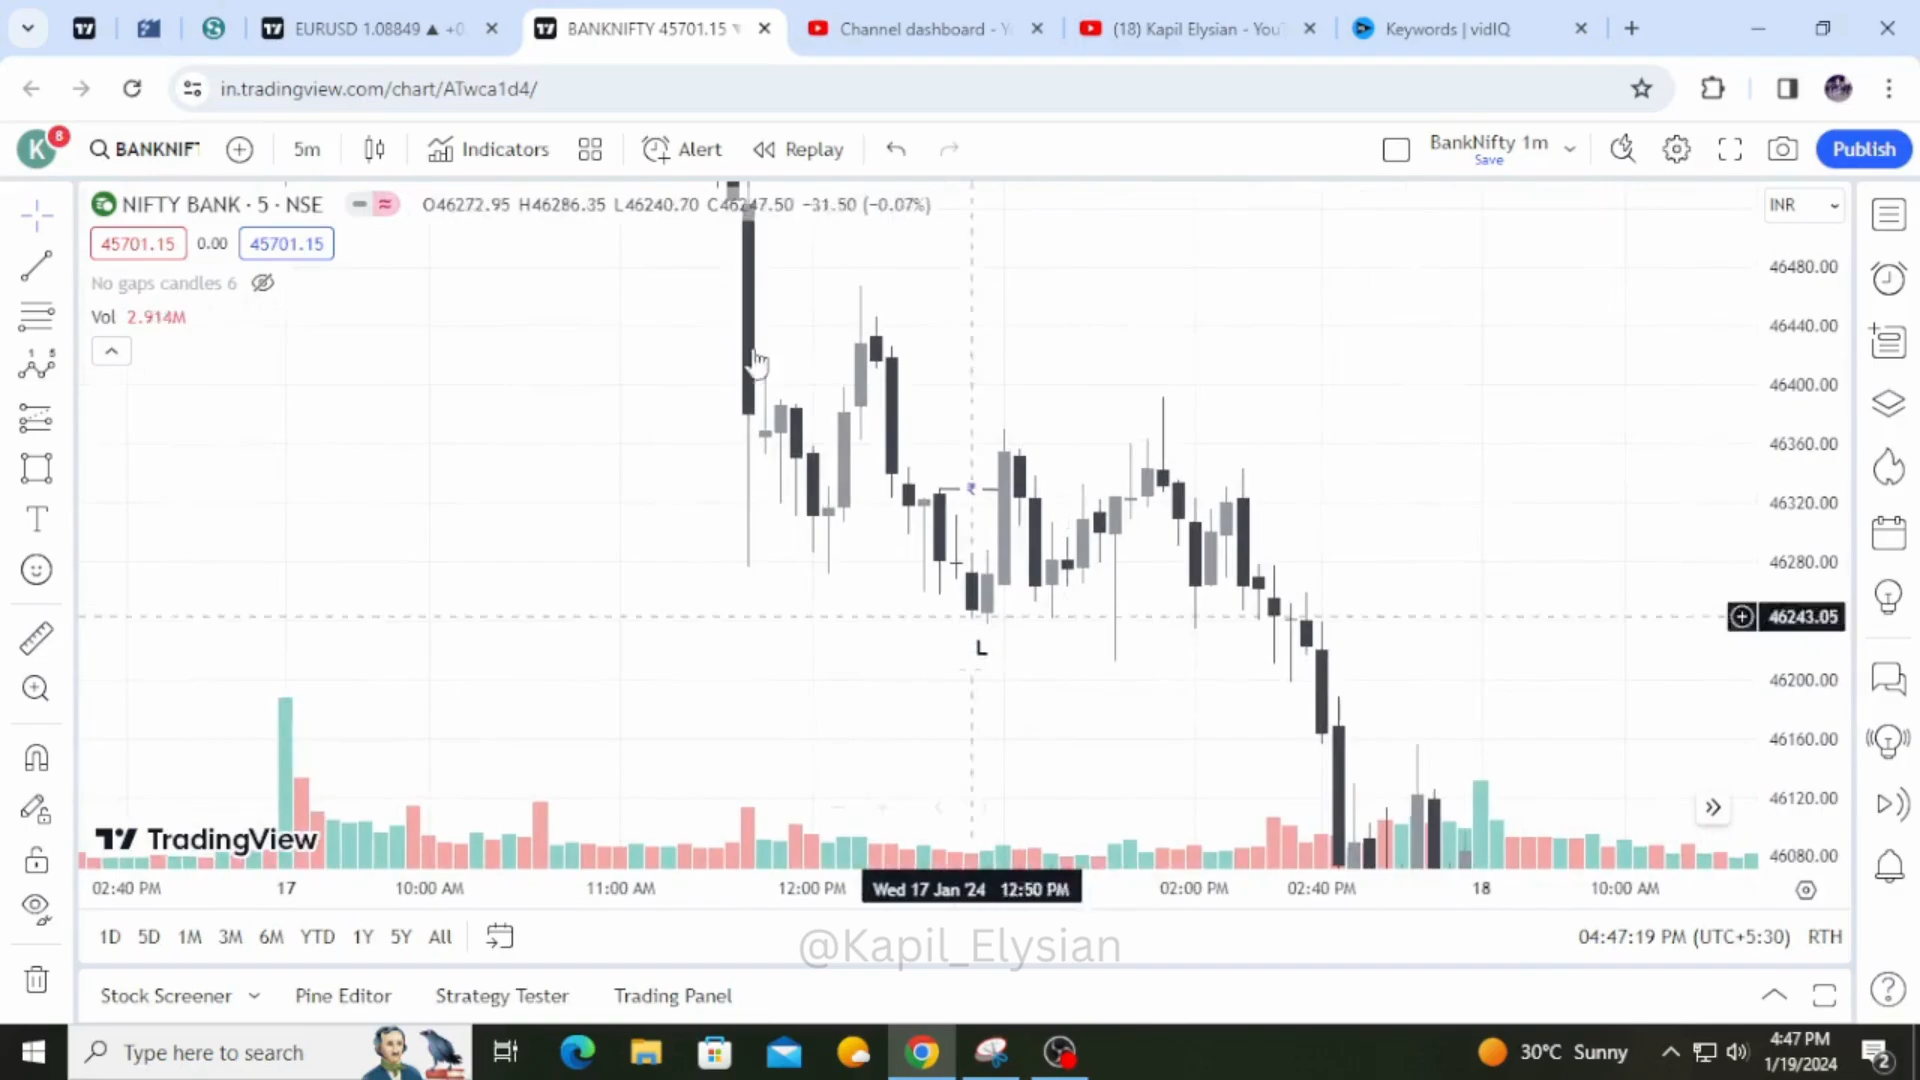 EURUSD 1.08849 ▲ +0
BANKNIFTY 45701.15
Channel dashboard - Y
(18) Kapil Elysian - YouT
Keywords | vidIQ
in.tradingview.com/chart/ATwca1d4/
K
8
BANKNIFT
5m
Indicators
Alert
Replay
BankNifty 1m
Save
Publish
NIFTY BANK · 5 · NSE
O46272.95 H46286.35 L46240.70 C46247.50 −31.50 (−0.07%)
INR
45701.15 0.00 45701.15
No gaps candles 6
Vol 2.914M
46480.00
46440.00
46400.00
46360.00
46320.00
46280.00
46243.05
46200.00
46160.00
46120.00
46080.00
L
TradingView
02:40 PM 17 10:00 AM 11:00 AM 12:00 PM Wed 17 Jan '24 12:50 PM 02:00 PM 02:40 PM 18 10:00 AM
1D 5D 1M 3M 6M YTD 1Y 5Y All
04:47:19 PM (UTC+5:30) RTH
@Kapil_Elysian
Stock Screener Pine Editor Strategy Tester Trading Panel
Type here to search
30°C Sunny
4:47 PM
1/19/2024
2